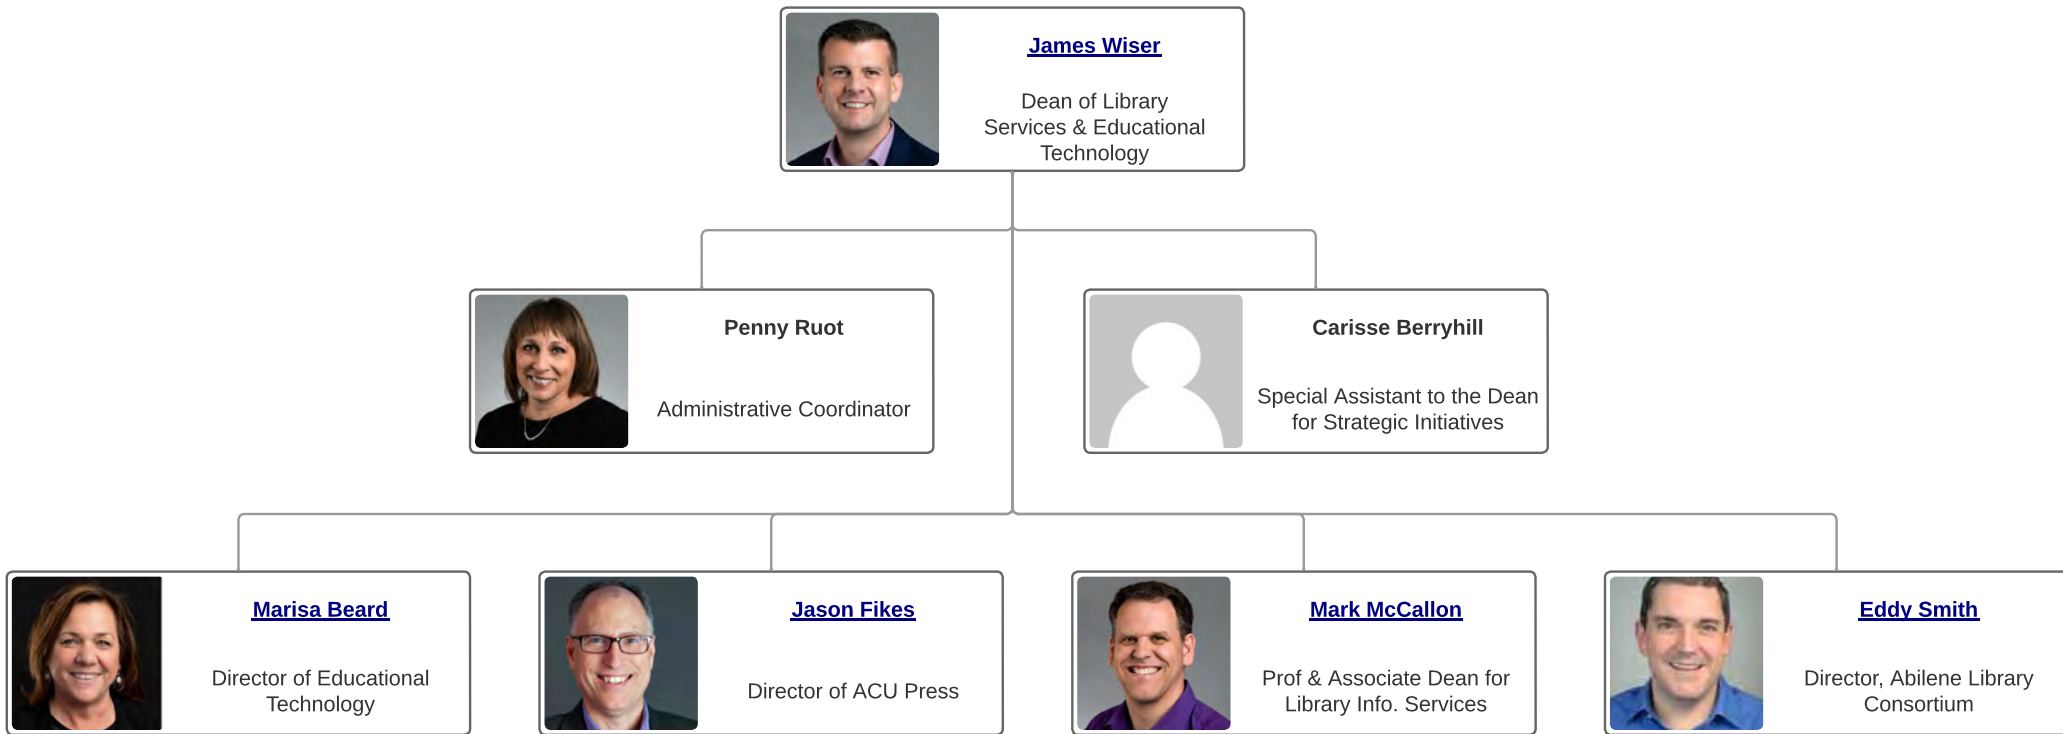 James Wiser
Dean of Library
Services & Educational
Technology
Penny Ruot
Administrative Coordinator
Carisse Berryhill
Special Assistant to the Dean
for Strategic Initiatives
Marisa Beard
Director of Educational
Technology
Jason Fikes
Director of ACU Press
Mark McCallon
Prof & Associate Dean for
Library Info. Services
Eddy Smith
Director, Abilene Library
Consortium